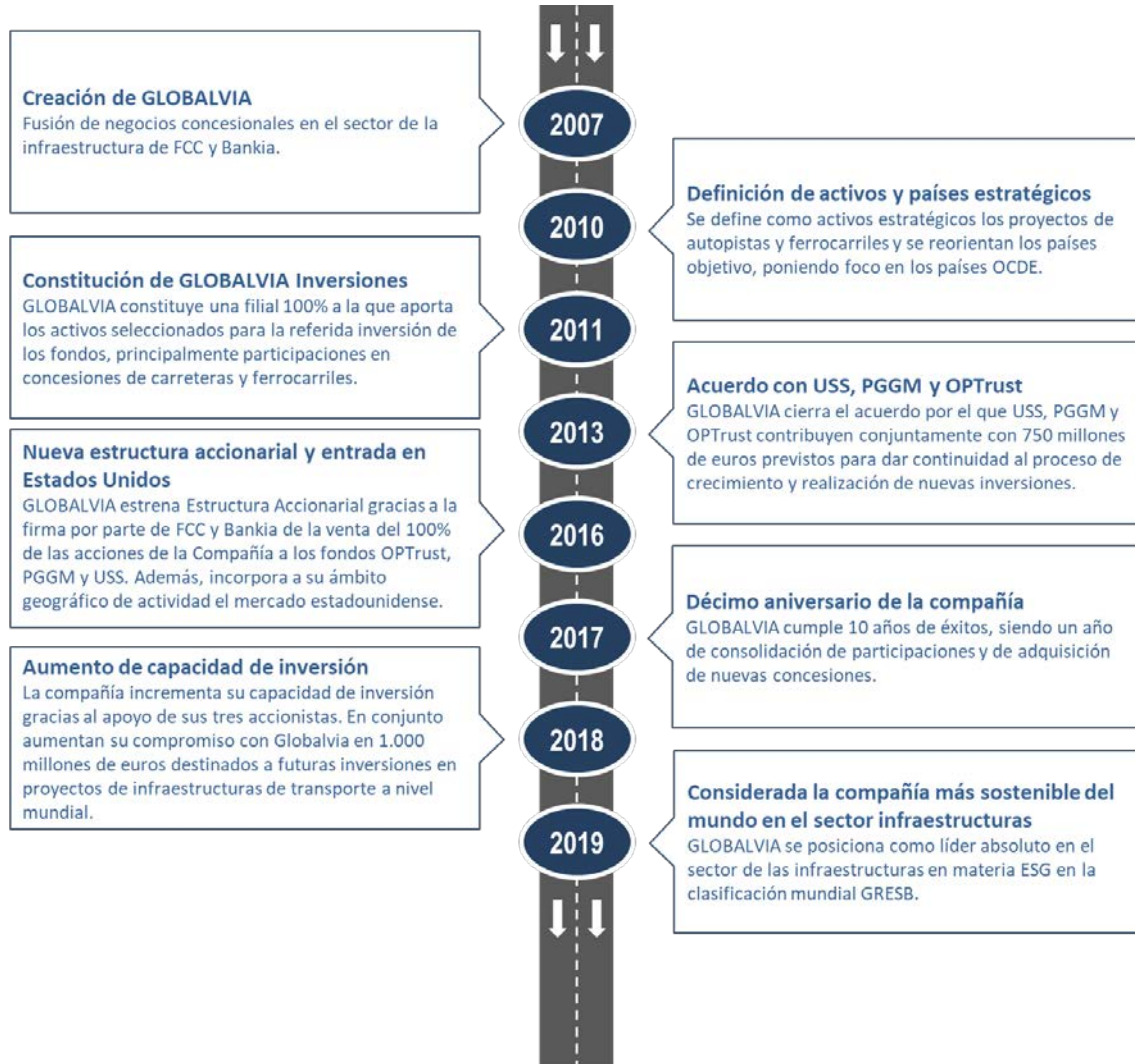 2007
Creación de GLOBALVIA
Fusión de negocios concesionales en el sector de la
infraestructura de FCC y Bankia.
2010
Definición de activos y países estratégicos
Se define como activos estratégicos los proyectos de
autopistas y ferrocarriles y se reorientan los países
objetivo, poniendo foco en los países OCDE.
2011
Constitución de GLOBALVIA Inversiones
GLOBALVIA constituye una filial 100% a la que aporta
los activos seleccionados para la referida inversión de
los fondos, principalmente participaciones en
concesiones de carreteras y ferrocarriles.
2013
Acuerdo con USS, PGGM y OPTrust
GLOBALVIA cierra el acuerdo por el que USS, PGGM y
OPTrust contribuyen conjuntamente con 750 millones
de euros previstos para dar continuidad al proceso de
crecimiento y realización de nuevas inversiones.
2016
Nueva estructura accionarial y entrada en
Estados Unidos
GLOBALVIA estrena Estructura Accionarial gracias a la
firma por parte de FCC y Bankia de la venta del 100%
de las acciones de la Compañía a los fondos OPTrust,
PGGM y USS. Además, incorpora a su ámbito
geográfico de actividad el mercado estadounidense.
2017
Décimo aniversario de la compañía
GLOBALVIA cumple 10 años de éxitos, siendo un año
de consolidación de participaciones y de adquisición
de nuevas concesiones.
2018
Aumento de capacidad de inversión
La compañía incrementa su capacidad de inversión
gracias al apoyo de sus tres accionistas. En conjunto
aumentan su compromiso con Globalvia en 1.000
millones de euros destinados a futuras inversiones en
proyectos de infraestructuras de transporte a nivel
mundial.
2019
Considerada la compañía más sostenible del
mundo en el sector infraestructuras
GLOBALVIA se posiciona como líder absoluto en el
sector de las infraestructuras en materia ESG en la
clasificación mundial GRESB.